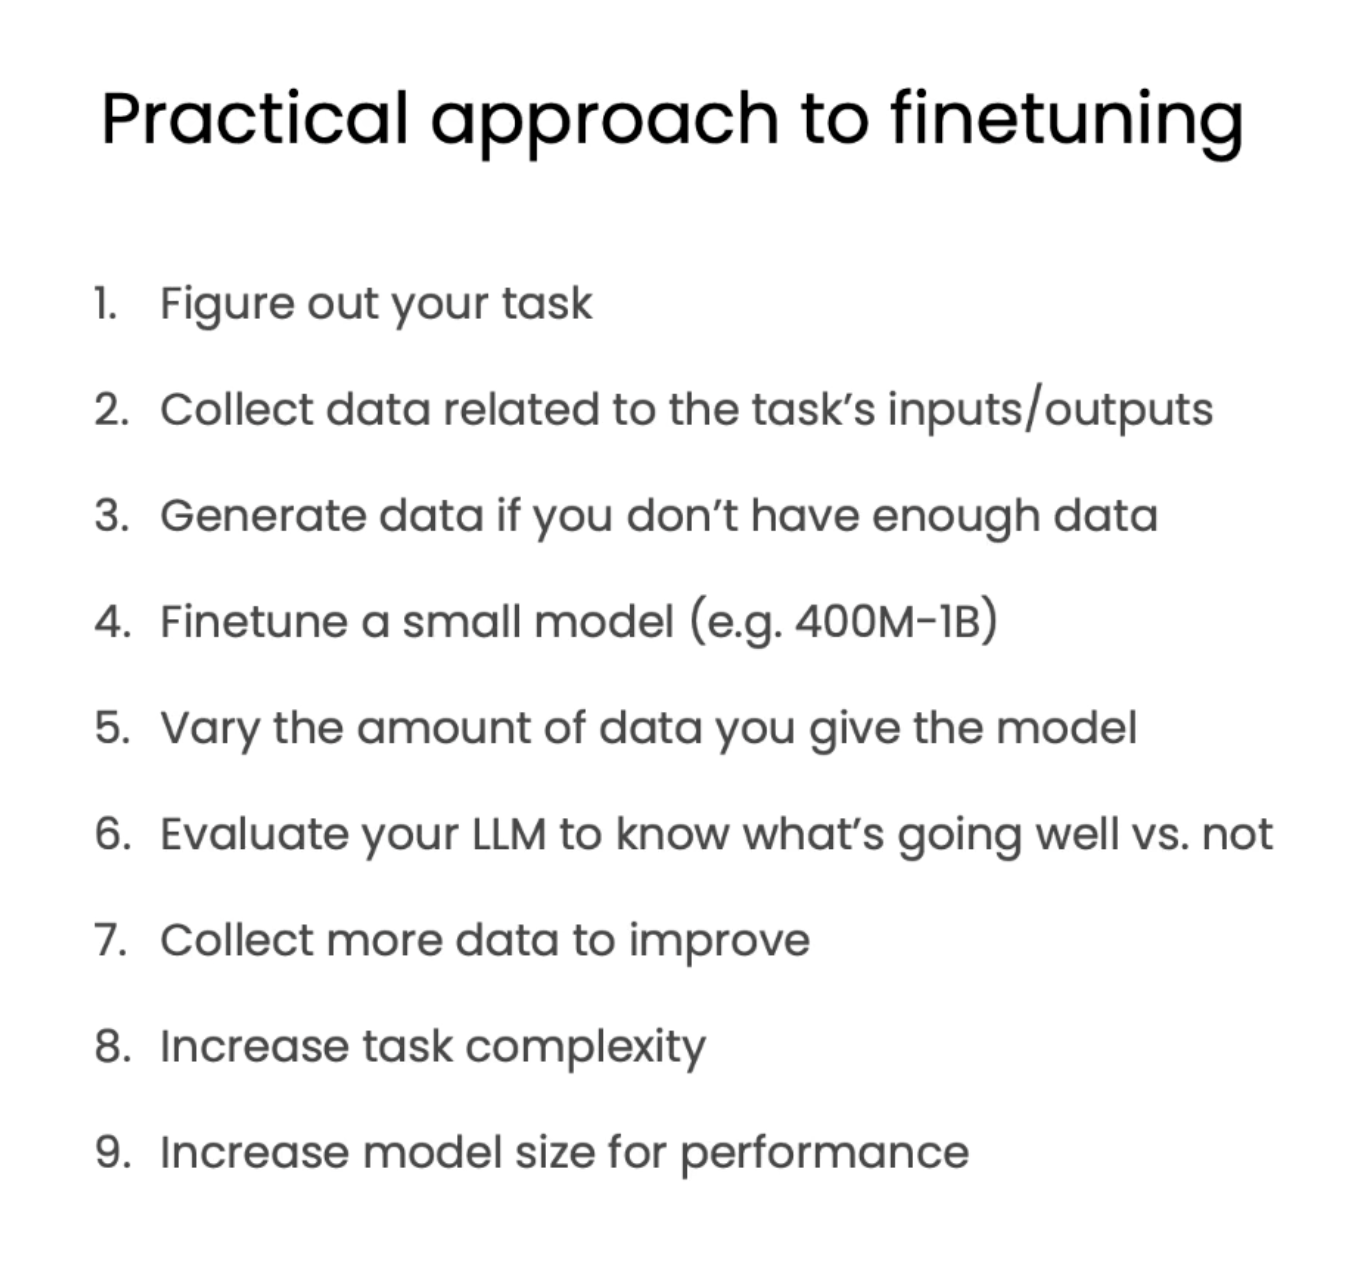 Practical approach to finetuning
1. Figure out your task
2. Collect data related to the task’s inputs/outputs
3. Generate data if you don’t have enough data
4. Finetune a small model (e.g. 400M-1B)
5. Vary the amount of data you give the model
6. Evaluate your LLM to know what’s going well vs. not
7. Collect more data to improve
8. Increase task complexity
9. Increase model size for performance